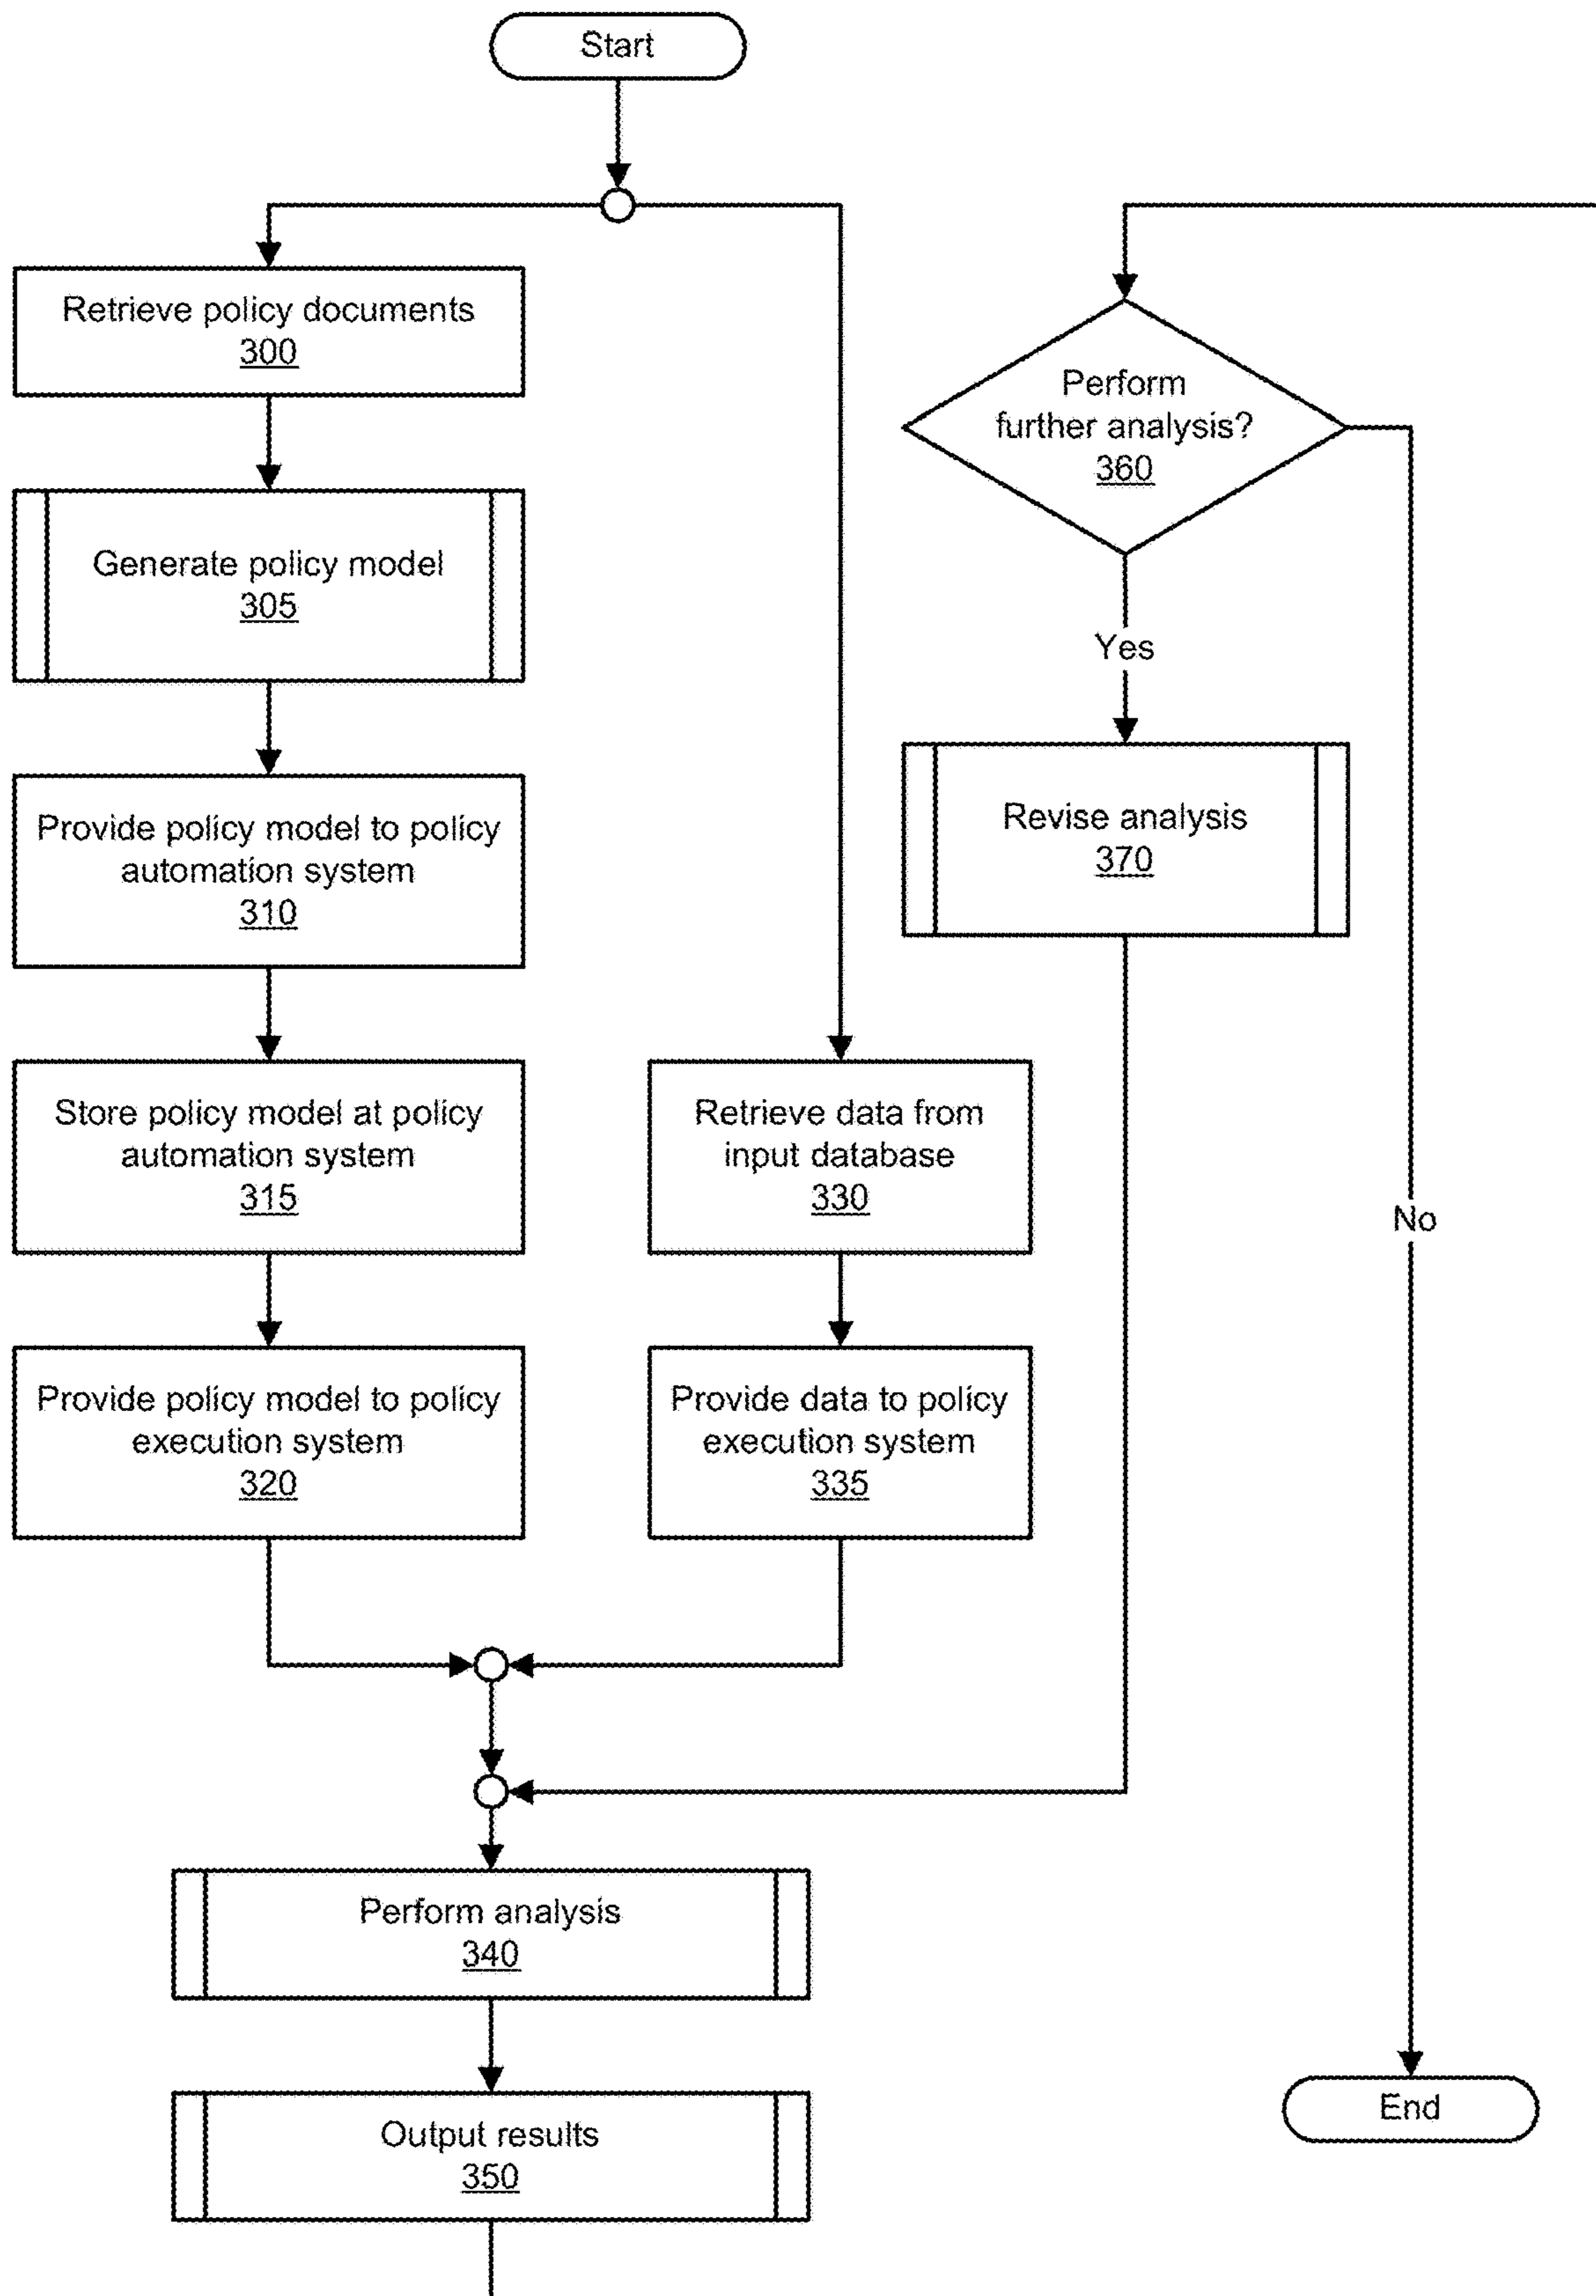 Start
Retrieve policy documents
300
Generate policy model
305
Provide policy model to policy
automation system
310
Store policy model at policy
automation system
315
Provide policy model to policy
execution system
320
Retrieve data from
input database
330
Provide data to policy
execution system
335
Perform analysis
340
Output results
350
Perform
further analysis?
360
Yes
Revise analysis
370
No
End